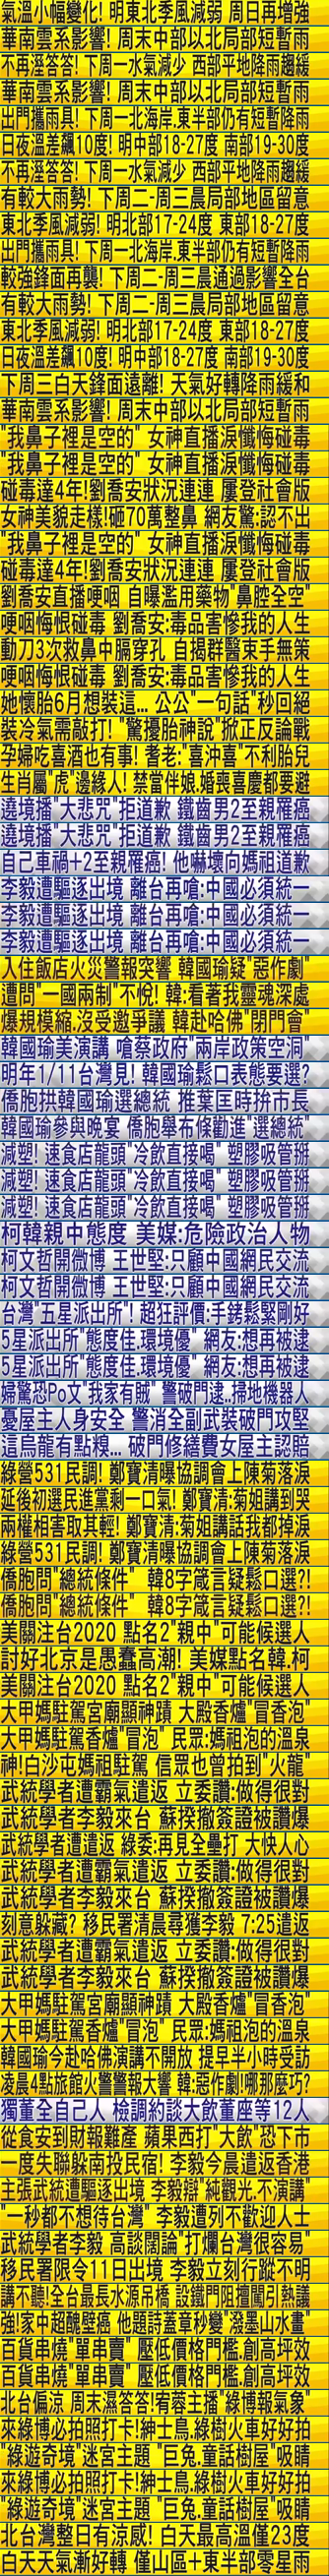 氣溫小幅變化! 明東北季風減弱 周日再增強
華南雲系影響! 周末中部以北局部短暫雨
不再溼答答! 下周一水氣減少 西部平地降雨趨緩
華南雲系影響! 周末中部以北局部短暫雨
出門攜雨具! 下周一北海岸.東半部仍有短暫降雨
日夜溫差飆10度! 明中部18-27度 南部19-30度
不再溼答答! 下周一水氣減少 西部平地降雨趨緩
有較大雨勢! 下周二-周三晨局部地區留意
東北季風減弱! 明北部17-24度 東部18-27度
出門攜雨具! 下周一北海岸.東半部仍有短暫降雨
較強鋒面再襲! 下周二-周三晨通過影響全台
有較大雨勢! 下周二-周三晨局部地區留意
東北季風減弱! 明北部17-24度 東部18-27度
日夜溫差飆10度! 明中部18-27度 南部19-30度
下周三白天鋒面遠離! 天氣好轉降雨緩和
華南雲系影響! 周末中部以北局部短暫雨
"我鼻子裡是空的" 女神直播淚懺悔碰毒
"我鼻子裡是空的" 女神直播淚懺悔碰毒
碰毒達4年!劉喬安狀況連連 屢登社會版
女神美貌走樣!砸70萬整鼻 網友驚:認不出
"我鼻子裡是空的" 女神直播淚懺悔碰毒
碰毒達4年!劉喬安狀況連連 屢登社會版
劉喬安直播哽咽 自曝濫用藥物"鼻腔全空"
哽咽悔恨碰毒 劉喬安:毒品害慘我的人生
動刀3次救鼻中膈穿孔 自揭群醫束手無策
哽咽悔恨碰毒 劉喬安:毒品害慘我的人生
她懷胎6月想裝這... 公公"一句話"秒回絕
裝冷氣需敲打! "驚擾胎神說"掀正反論戰
孕婦吃喜酒也有事! 耆老:"喜沖喜"不利胎兒
生肖屬"虎"邊緣人! 禁當伴娘.婚喪喜慶都要避
遶境播"大悲咒"拒道歉 鐵齒男2至親罹癌
遶境播"大悲咒"拒道歉 鐵齒男2至親罹癌
自己車禍+2至親罹癌! 他嚇壞向媽祖道歉
李毅遭驅逐出境 離台再嗆:中國必須統一
李毅遭驅逐出境 離台再嗆:中國必須統一
李毅遭驅逐出境 離台再嗆:中國必須統一
入住飯店火災警報突響 韓國瑜疑"惡作劇"
遭問"一國兩制"不悅! 韓:看著我靈魂深處
爆規模縮.沒受邀爭議 韓赴哈佛"閉門會"
韓國瑜美演講 嗆蔡政府"兩岸政策空洞"
明年1/11台灣見! 韓國瑜鬆口表態要選?
僑胞拱韓國瑜選總統 推葉匡時拚市長
韓國瑜參與晚宴 僑胞舉布條勸進"選總統"
減塑! 速食店龍頭"冷飲直接喝" 塑膠吸管掰
減塑! 速食店龍頭"冷飲直接喝" 塑膠吸管掰
減塑! 速食店龍頭"冷飲直接喝" 塑膠吸管掰
柯韓親中態度 美媒:危險政治人物
柯文哲開微博 王世堅:只顧中國網民交流
柯文哲開微博 王世堅:只顧中國網民交流
台灣"五星派出所"! 超狂評價:手銬鬆緊剛好
5星派出所"態度佳.環境優" 網友:想再被逮
5星派出所"態度佳.環境優" 網友:想再被逮
婦驚恐Po文"我家有賊" 警破門逮..掃地機器人
憂屋主人身安全 警消全副武裝破門攻堅
這烏龍有點糗... 破門修繕費女屋主認賠
綠營531民調! 鄭寶清曝協調會上陳菊落淚
延後初選民進黨剩一口氣! 鄭寶清:菊姐講到哭
兩權相害取其輕! 鄭寶清:菊姐講話我都掉淚
綠營531民調! 鄭寶清曝協調會上陳菊落淚
僑胞問"總統條件" 韓8字箴言疑鬆口選?!
僑胞問"總統條件" 韓8字箴言疑鬆口選?!
美關注台2020 點名2"親中"可能候選人
討好北京是愚蠢高潮! 美媒點名韓.柯
美關注台2020 點名2"親中"可能候選人
大甲媽駐駕宮廟顯神蹟 大殿香爐"冒香泡"
大甲媽駐駕香爐"冒泡" 民眾:媽祖泡的溫泉
神!白沙屯媽祖駐駕 信眾也曾拍到"火龍"
武統學者遭霸氣遣返 立委讚:做得很對
武統學者李毅來台 蘇揆撤簽證被讚爆
武統學者遭遣返 綠委:再見全壘打 大快人心
武統學者遭霸氣遣返 立委讚:做得很對
武統學者李毅來台 蘇揆撤簽證被讚爆
刻意躲藏? 移民署清晨尋獲李毅 7:25遣返
武統學者遭霸氣遣返 立委讚:做得很對
武統學者李毅來台 蘇揆撤簽證被讚爆
大甲媽駐駕宮廟顯神蹟 大殿香爐"冒香泡"
大甲媽駐駕香爐"冒泡" 民眾:媽祖泡的溫泉
韓國瑜今赴哈佛演講不開放 提早半小時受訪
凌晨4點旅館火警警報大響 韓:惡作劇!哪那麼巧?
獨董全自己人 檢調約談大飲董座等12人
從食安到財報難產 蘋果西打"大飲"恐下市
一度失聯躲南投民宿! 李毅今晨遣返香港
主張武統遭驅逐出境 李毅辯"純觀光.不演講"
"一秒都不想待台灣" 李毅遭列不歡迎人士
武統學者李毅 高談闊論"打爛台灣很容易"
移民署限令11日出境 李毅立刻行蹤不明
講不聽!全台最長水源吊橋 設鐵門阻擅闖引熱議
強!家中超醜壁癌 他題詩蓋章秒變"潑墨山水畫"
百貨串燒"單串賣" 壓低價格門檻.創高坪效
百貨串燒"單串賣" 壓低價格門檻.創高坪效
北台偏涼 周末濕答答!宥蓉主播"綠博報氣象"
來綠博必拍照打卡!紳士鳥.綠樹火車好好拍
"綠遊奇境"迷宮主題 "巨兔.童話樹屋"吸睛
來綠博必拍照打卡!紳士鳥.綠樹火車好好拍
"綠遊奇境"迷宮主題 "巨兔.童話樹屋"吸睛
北台灣整日有涼感! 白天最高溫僅23度
白天天氣漸好轉 僅山區+東半部零星雨